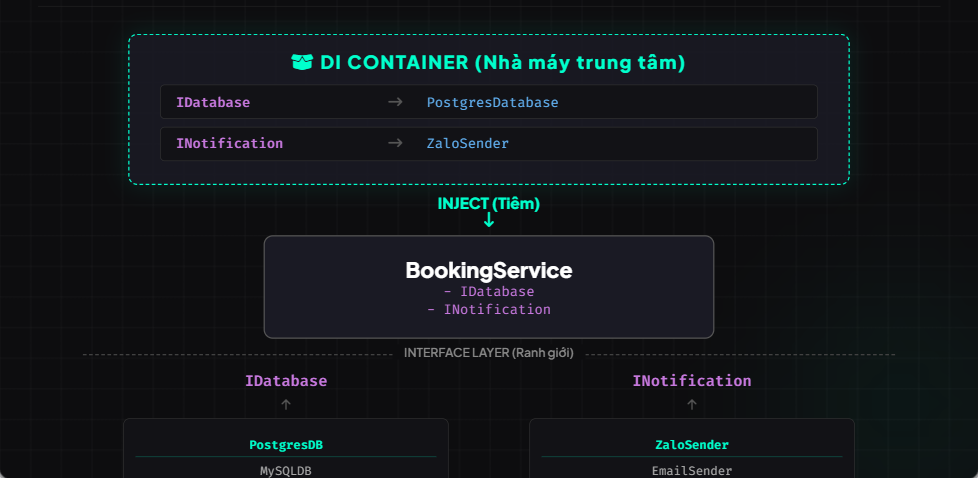 DI CONTAINER (Nhà máy trung tâm)
IDatabase → PostgresDatabase
INotification → ZaloSender
INJECT (Tiêm)
↓
BookingService
- IDatabase
- INotification
INTERFACE LAYER (Ranh giới)
IDatabase INotification
↑ ↑
PostgresDB ZaloSender
MySQLDB EmailSender